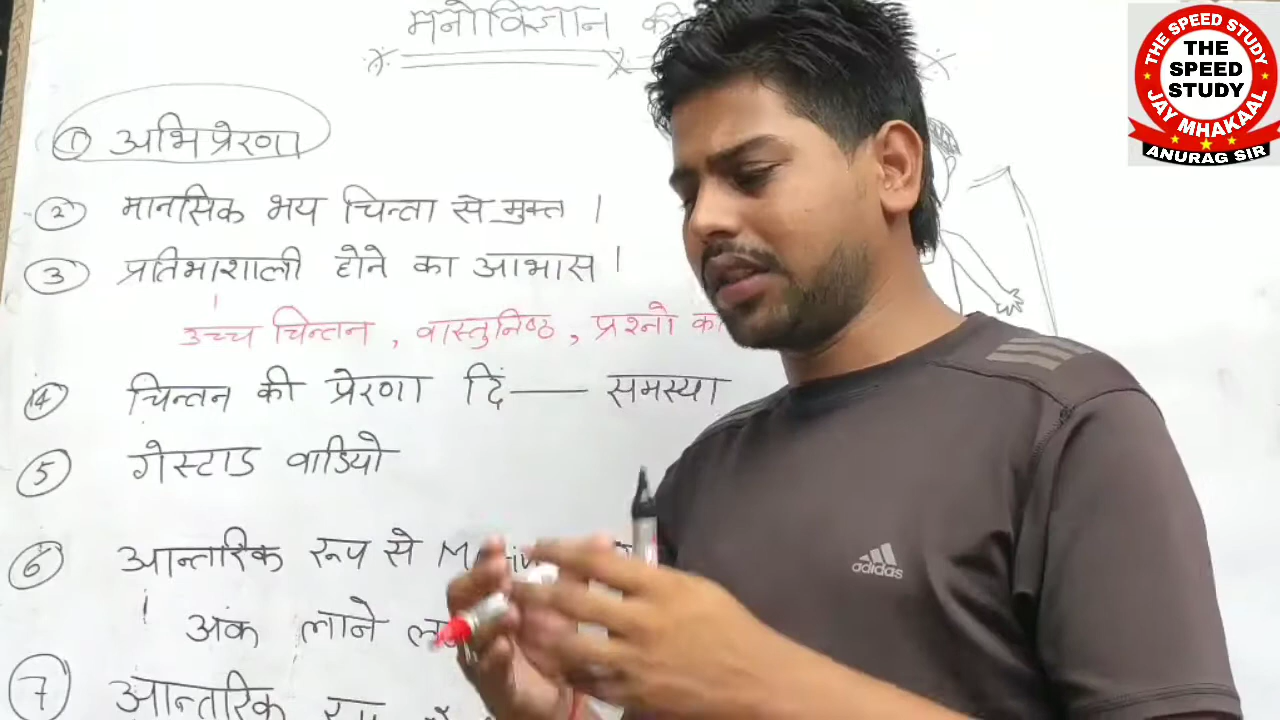 मनोविज्ञान की
① अभिप्रेरणा
② मानसिक भय चिन्ता से मुक्त ।
③ प्रतिभाशाली होने का आभास ।
उच्च चिन्तन , वास्तुनिष्ठ , प्रश्नो का
④ चिन्तन की प्रेरणा दिं —— समस्या
⑤ गेस्टाड वाडियो
⑥ आन्तरिक रूप से
अंक लाने
⑦ आन्तरिक
THE SPEED STUDY
THE
SPEED
STUDY
JAY MHAKAAL
ANURAG SIR
adidas